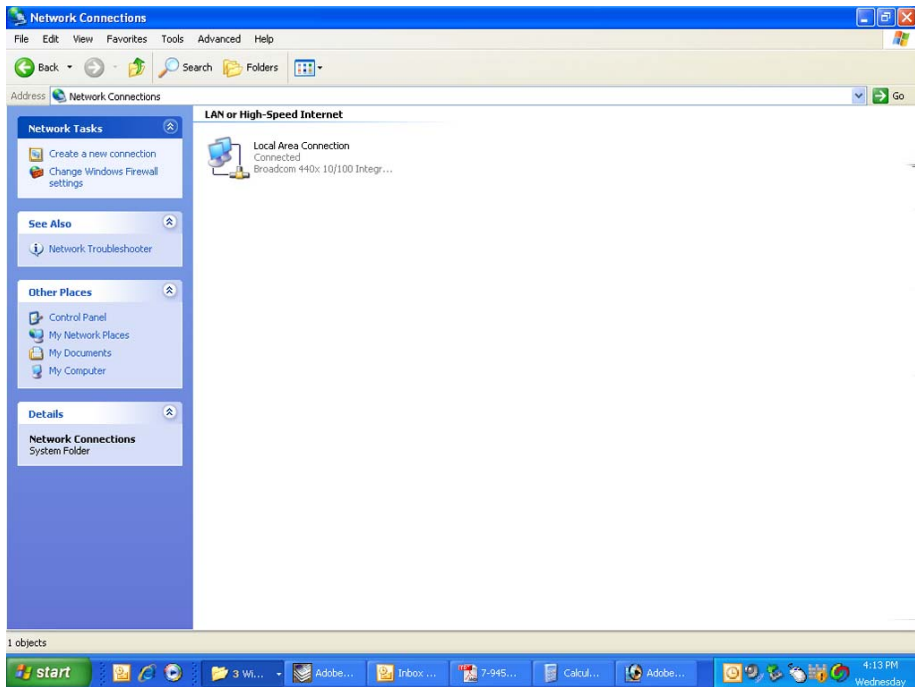 Network Connections
File Edit View Favorites Tools Advanced Help
Back Search Folders
Address Network Connections Go
LAN or High-Speed Internet
Network Tasks
Create a new connection
Change Windows Firewall
settings
Local Area Connection
Connected
Broadcom 440x 10/100 Integr...
See Also
Network Troubleshooter
Other Places
Control Panel
My Network Places
My Documents
My Computer
Details
Network Connections
System Folder
1 objects
start 3 Wi... Adobe... Inbox ... 7-945... Calcul... Adobe... 4:13 PM
Wednesday